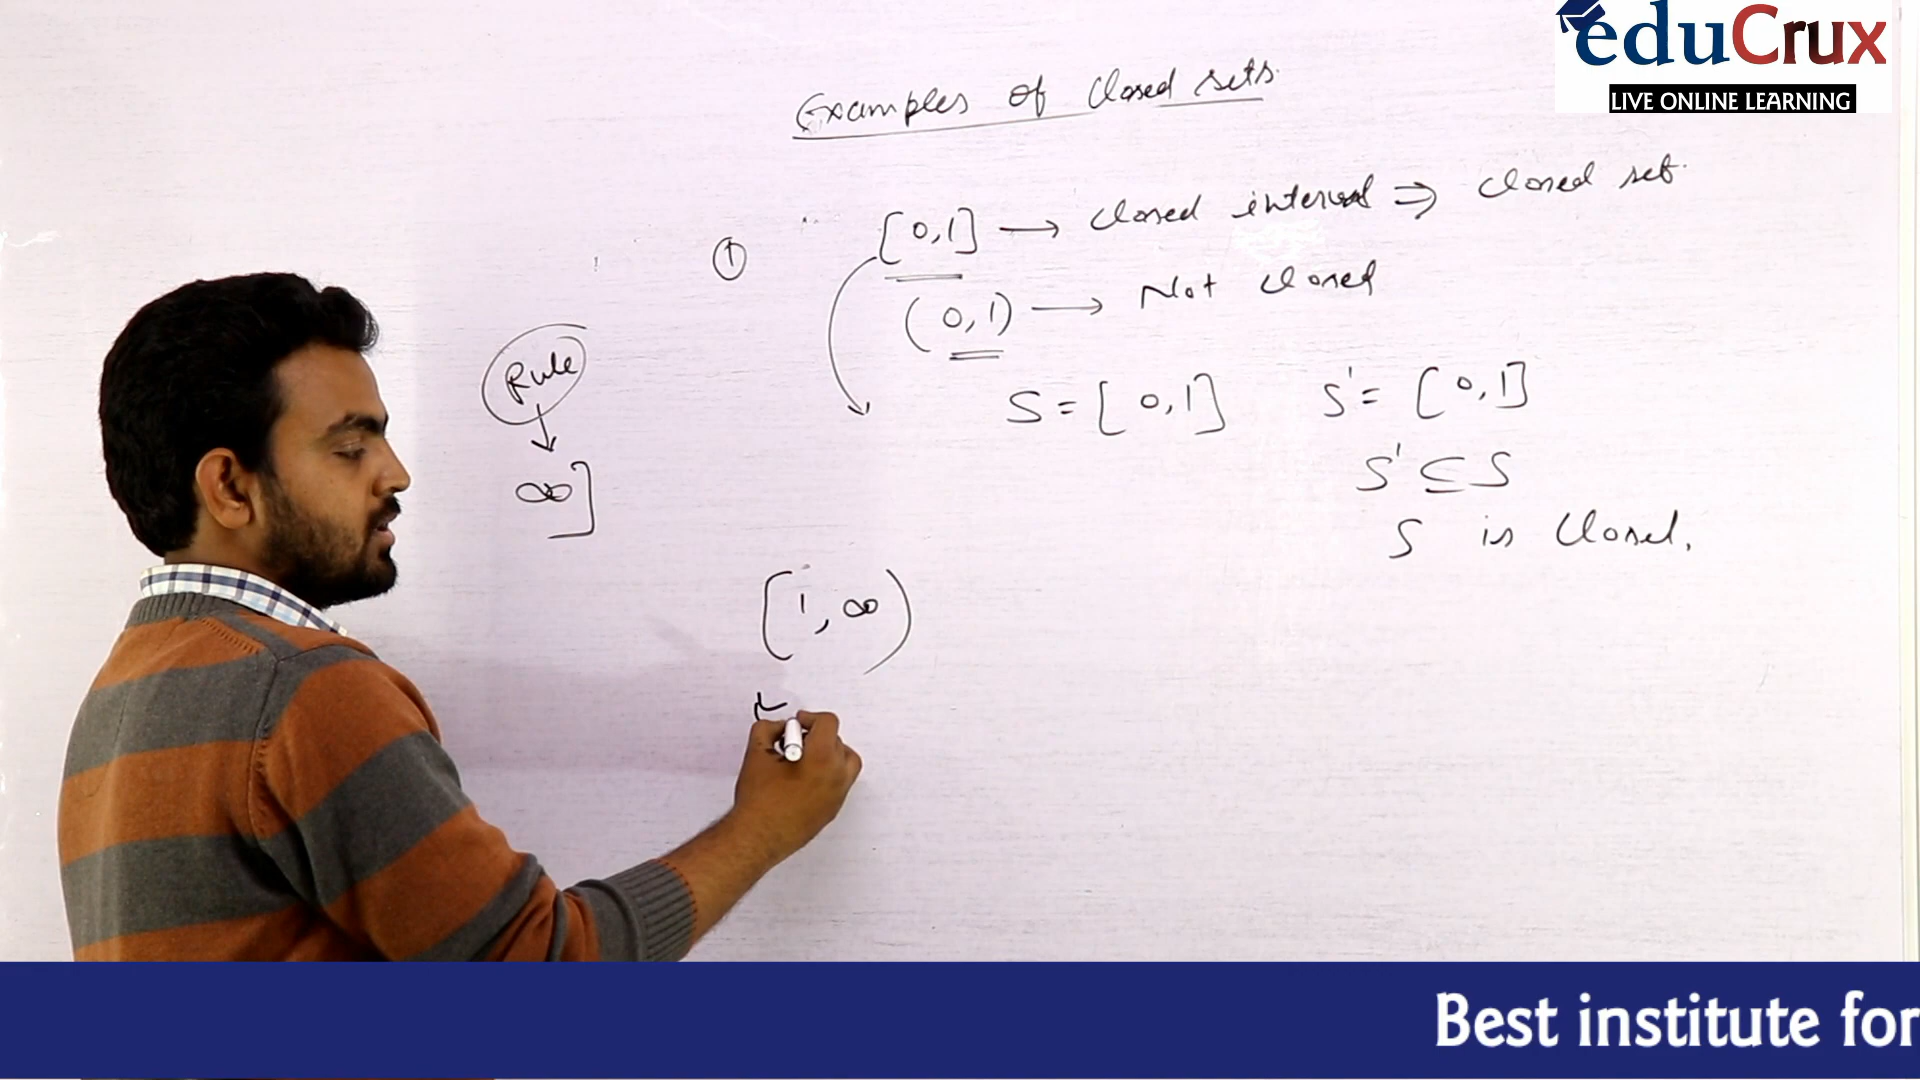 eduCrux
LIVE ONLINE LEARNING
Examples of Closed sets.
① [0,1] → Closed interval ⇒ Closed set.
(0,1) → Not Closed
Rule
↓
∞]
S = [0,1] S' = [0,1]
S' ⊆ S
S is Closed.
[1, ∞)
Best institute for